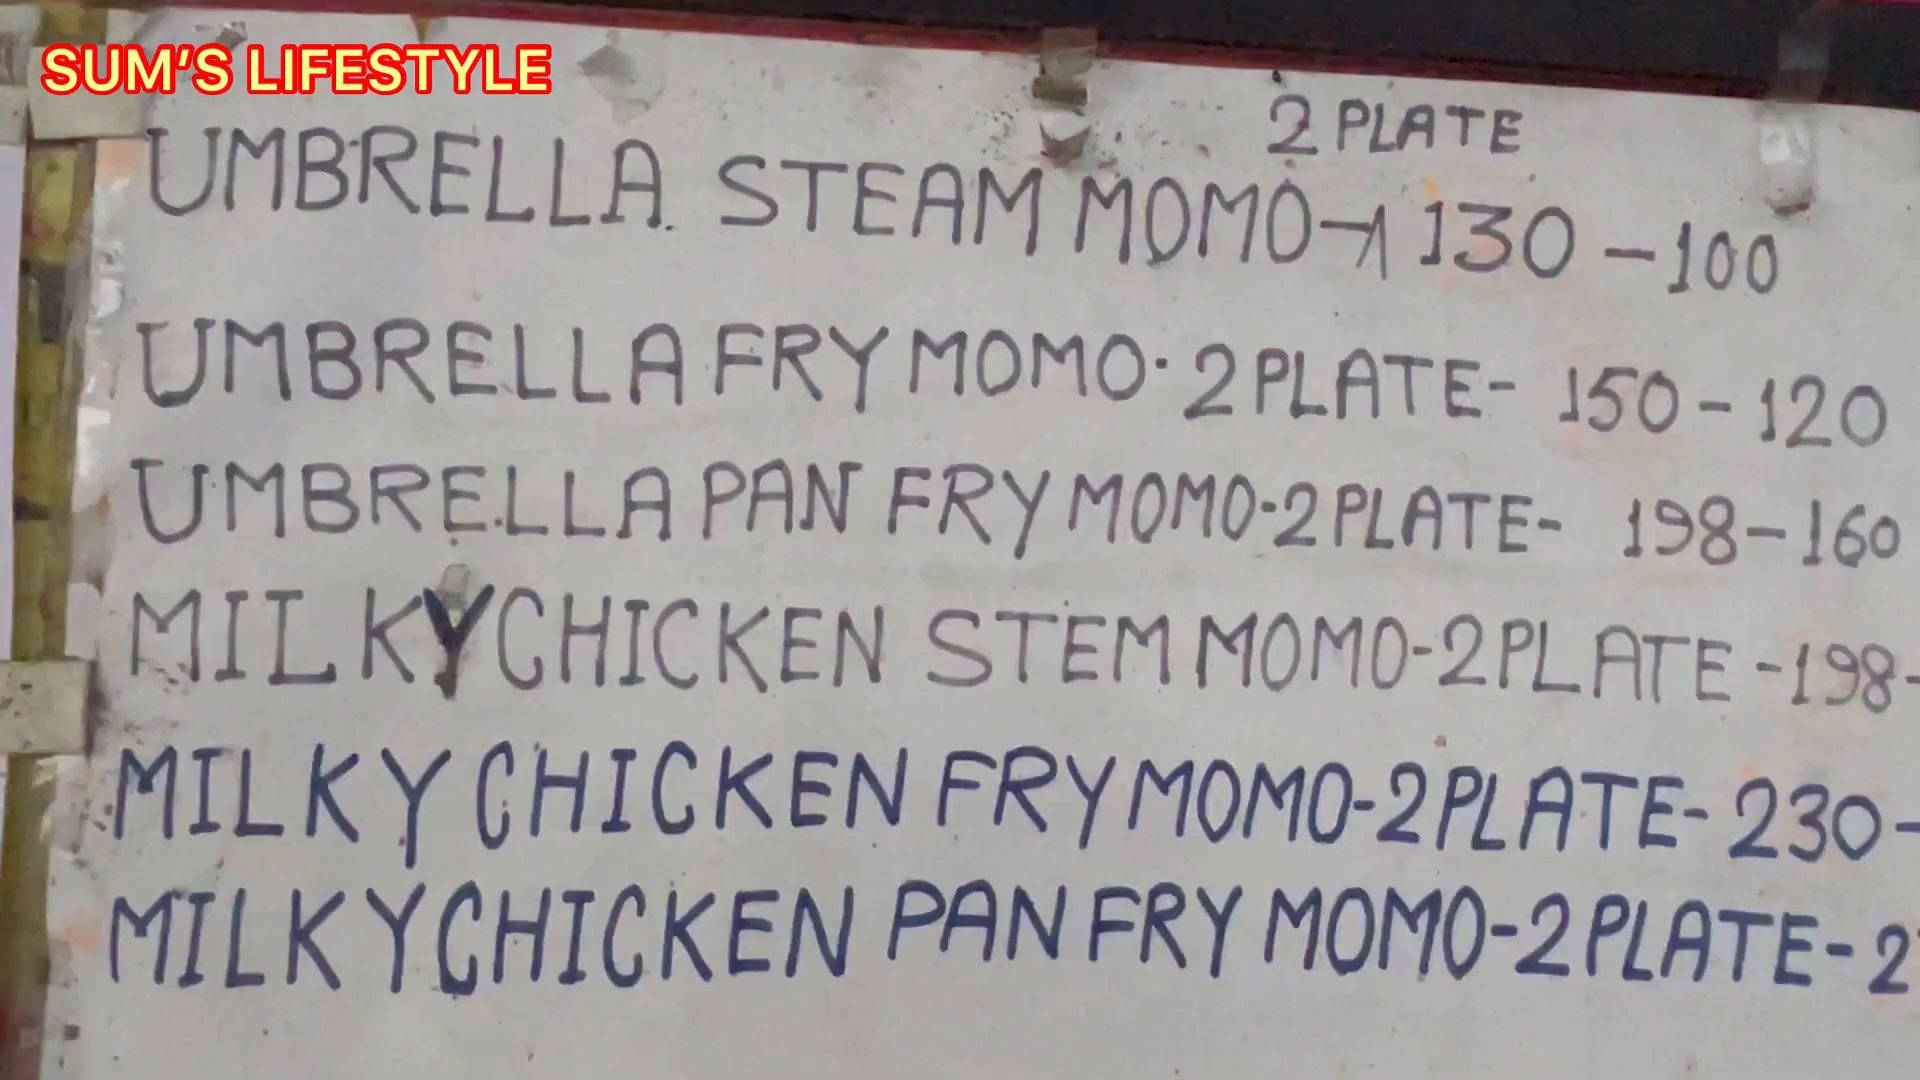 SUM'S LIFESTYLE
2 PLATE
UMBRELLA. STEAM MOMO → 130 - 100
UMBRELLA FRY MOMO. 2 PLATE - 150 - 120
UMBRELLA PAN FRY MOMO - 2 PLATE - 198 - 160
MILKY CHICKEN STEM MOMO - 2 PLATE - 198 -
MILKY CHICKEN FRY MOMO - 2 PLATE - 230 -
MILKY CHICKEN PAN FRY MOMO - 2 PLATE - 2